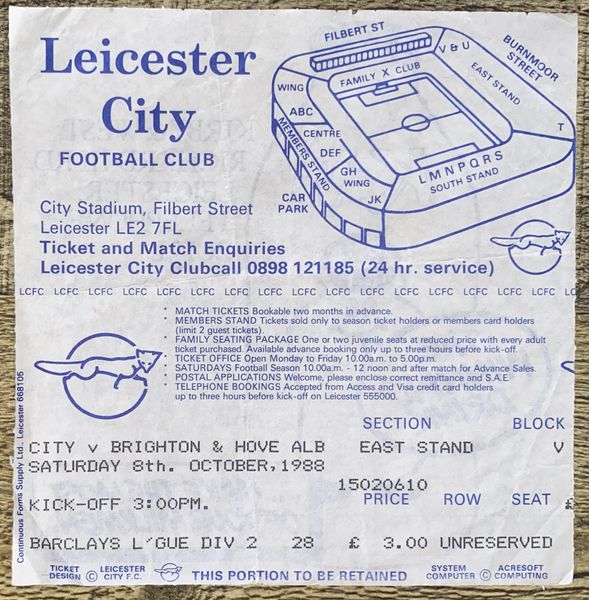 Leicester
City
FOOTBALL CLUB
FILBERT ST
BURNMOOR
STREET
V & U
EAST STAND
FAMILY X CLUB
WING
ABC
CENTRE
DEF
GH
WING
JK
MEMBERS STAND
L M N P Q R S
SOUTH STAND
T
CAR
PARK
City Stadium, Filbert Street
Leicester LE2 7FL
Ticket and Match Enquiries
Leicester City Clubcall 0898 121185 (24 hr. service)
LCFC LCFC LCFC LCFC LCFC LCFC LCFC LCFC LCFC LCFC LCFC LCFC LCFC LCFC LCFC LC
* MATCH TICKETS Bookable two months in advance.
* MEMBERS STAND Tickets sold only to season ticket holders or members card holders
(limit 2 guest tickets).
* FAMILY SEATING PACKAGE One or two juvenile seats at reduced price with every adult
ticket purchased. Available advance booking only up to three hours before kick-off.
* TICKET OFFICE Open Monday to Friday 10.00a.m. to 5.00p.m.
* SATURDAYS Football Season 10.00a.m. - 12 noon and after match for Advance Sales.
* POSTAL APPLICATIONS Welcome, please enclose correct remittance and S.A.E.
* TELEPHONE BOOKINGS Accepted from Access and Visa credit card holders
up to three hours before kick-off on Leicester 555000.
Continuous Forms Supply Ltd., Leicester 668105
SECTION BLOCK
CITY v BRIGHTON & HOVE ALB EAST STAND V
SATURDAY 8th. OCTOBER,1988
15020610
PRICE ROW SEAT £
KICK-OFF 3:00PM.
BARCLAYS L'GUE DIV 2 28 £ 3.00 UNRESERVED
TICKET DESIGN © LEICESTER CITY F.C.
THIS PORTION TO BE RETAINED
SYSTEM COMPUTER © ACRESOFT COMPUTING